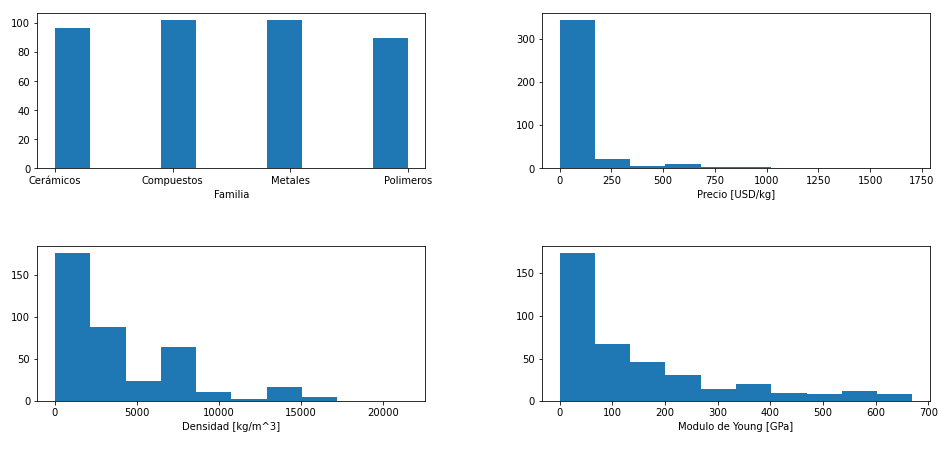 100
80
60
40
20
0
Cerámicos Compuestos Metales Polimeros
Familia
300
200
100
0
0 250 500 750 1000 1250 1500 1750
Precio [USD/kg]
150
100
50
0
0 5000 10000 15000 20000
Densidad [kg/m^3]
150
100
50
0
0 100 200 300 400 500 600 700
Modulo de Young [GPa]